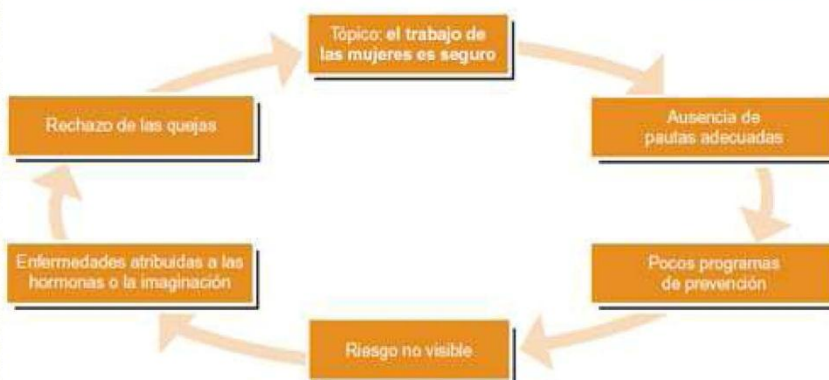 Tópico: el trabajo de
las mujeres es seguro
Ausencia de
pautas adecuadas
Pocos programas
de prevención
Riesgo no visible
Enfermedades atribuidas a las
hormonas o la imaginación
Rechazo de las quejas